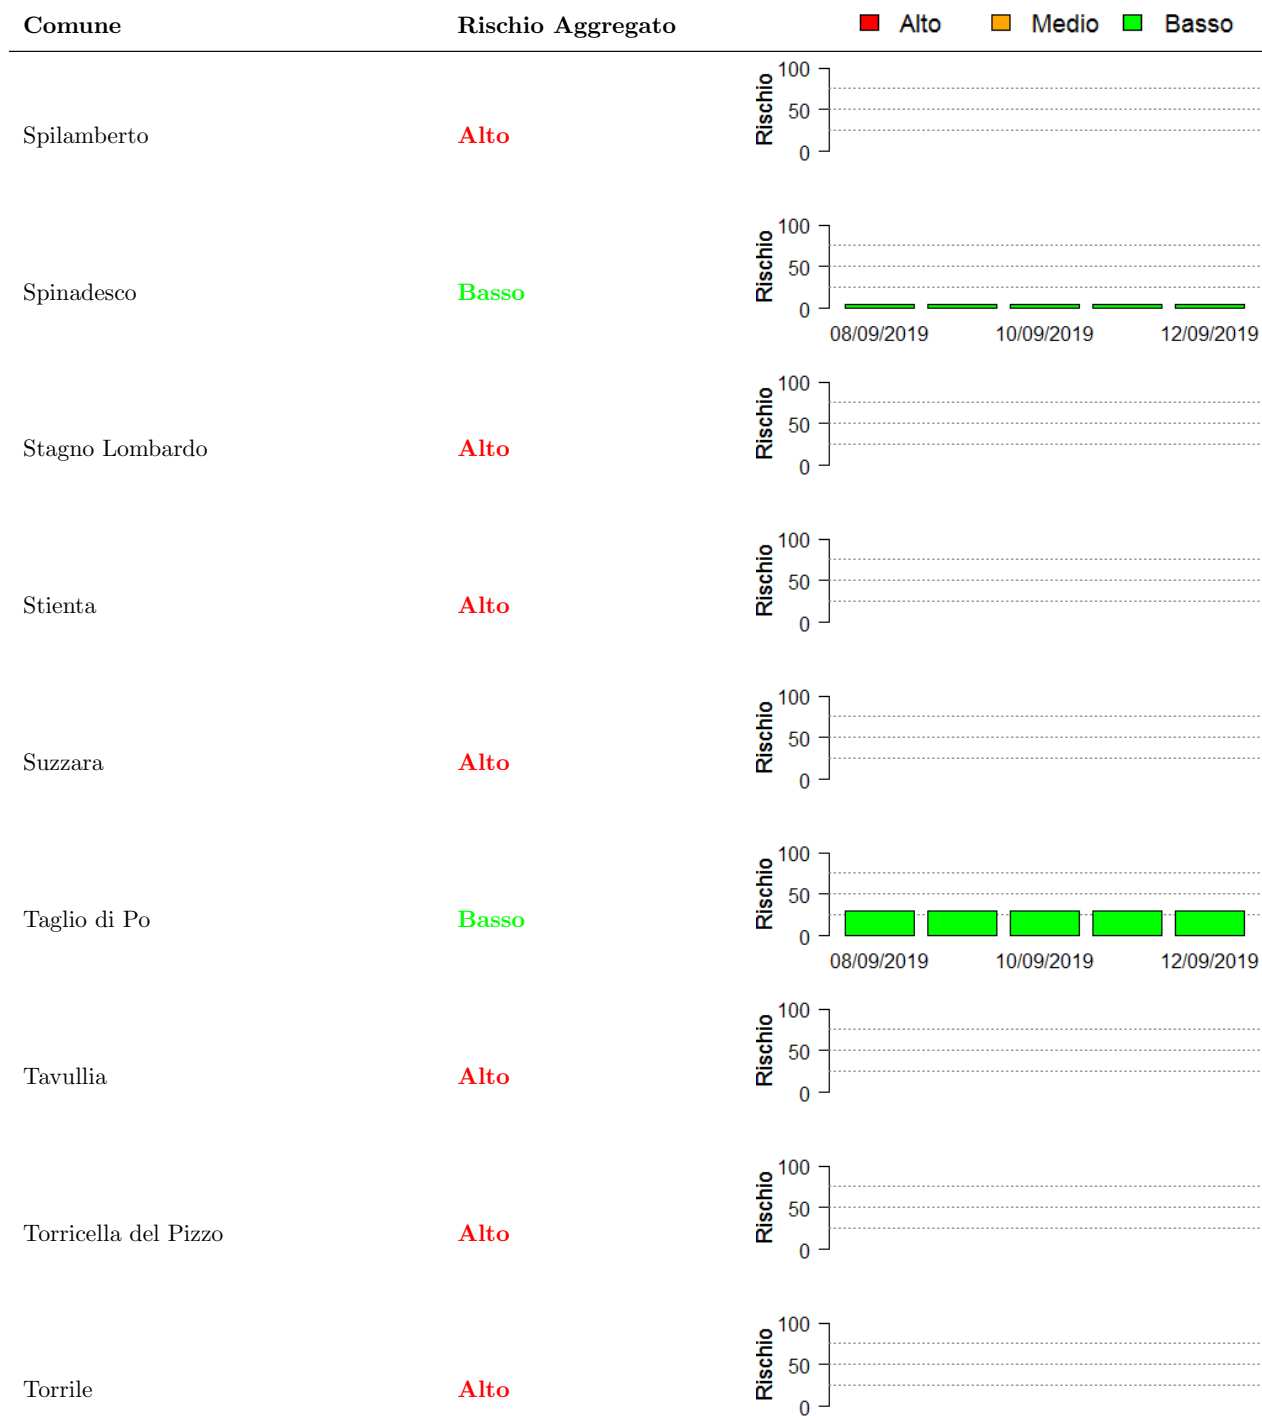 Comune Rischio Aggregato Alto Medio Basso
100
50
0
Rischio
Spilamberto Alto
100
50
0
Rischio
Spinadesco Basso
08/09/2019 10/09/2019 12/09/2019
100
50
0
Rischio
Stagno Lombardo Alto
100
50
0
Rischio
Stienta Alto
100
50
0
Rischio
Suzzara Alto
100
50
0
Rischio
Taglio di Po Basso
08/09/2019 10/09/2019 12/09/2019
100
50
0
Rischio
Tavullia Alto
100
50
0
Rischio
Torricella del Pizzo Alto
100
50
0
Rischio
Torrile Alto